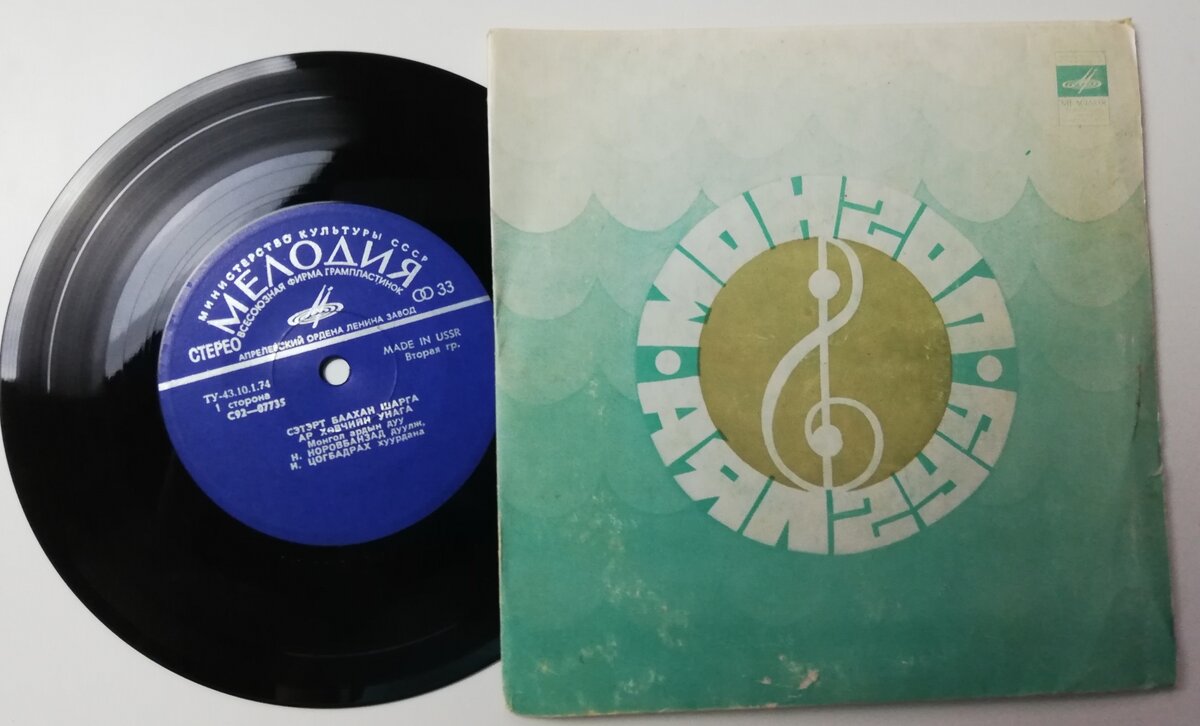 МИНИСТЕРСТВО КУЛЬТУРЫ СССР
МЕЛОДИЯ
ВСЕСОЮЗНАЯ ФИРМА ГРАМПЛАСТИНОК
СТЕРЕО
33
АПРЕЛЕВСКИЙ ОРДЕНА ЛЕНИНА ЗАВОД
MADE IN USSR
Вторая гр.
ТУ-43.10.1.74
1 сторона
С92—07735
СЭТЭРТ БААХАН ШАРГА
АР ХӨВЧИЙН УНАГА
Монгол ардын дуу
Н. НОРОВБАНЗАД дуулж,
И. ЦОГБАДРАХ хуурдана
МОНГОЛ
МЕЛОДИЯ